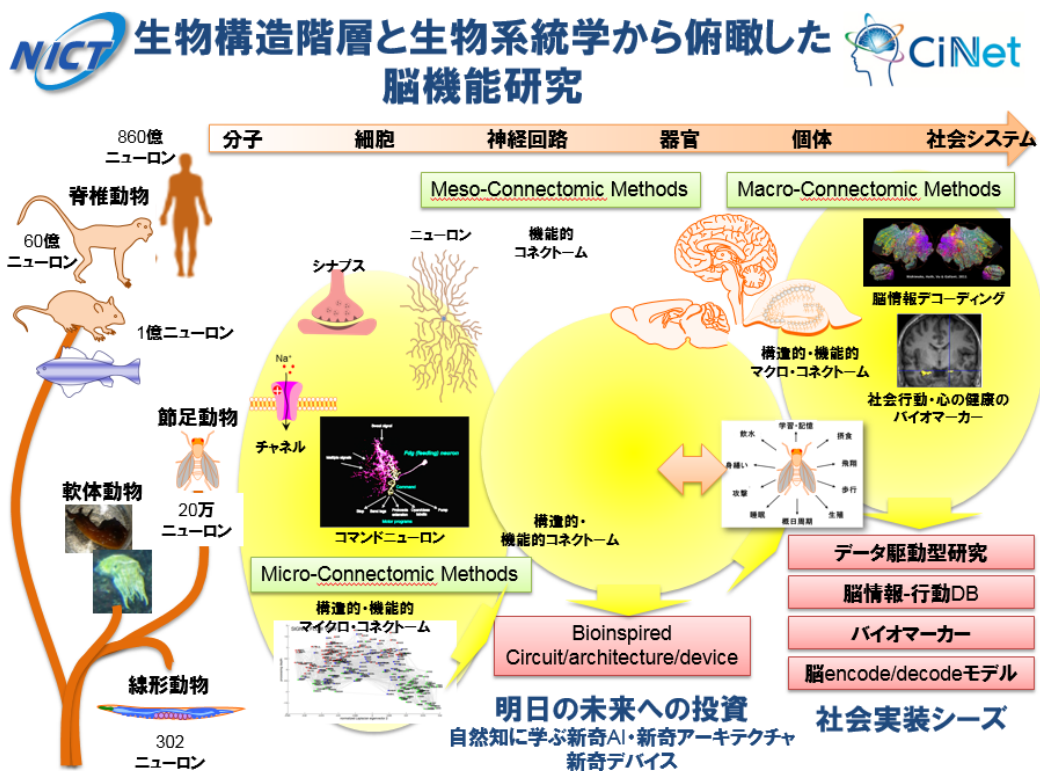 NICT
生物構造階層と生物系統学から俯瞰した
脳機能研究
CiNet
860億
ニューロン
分子
細胞
神経回路
器官
個体
社会システム
脊椎動物
60億
ニューロン
1億ニューロン
節足動物
軟体動物
20万
ニューロン
線形動物
302
ニューロン
Meso-Connectomic Methods
Macro-Connectomic Methods
ニューロン
機能的
コネクトーム
シナプス
Na⁺
チャネル
Pdg (feeding) neuron
Command
Motor programs
コマンドニューロン
Micro-Connectomic Methods
構造的・機能的
マイクロ・コネクトーム
構造的・
機能的コネクトーム
構造的・機能的
マクロ・コネクトーム
脳情報デコーディング
社会行動・心の健康の
バイオマーカー
学習・記憶
飲水
摂食
身繕い
飛翔
攻撃
歩行
睡眠
概日周期
生殖
Bioinspired
Circuit/architecture/device
データ駆動型研究
脳情報-行動DB
バイオマーカー
脳encode/decodeモデル
明日の未来への投資
自然知に学ぶ新奇AI・新奇アーキテクチャ
新奇デバイス
社会実装シーズ